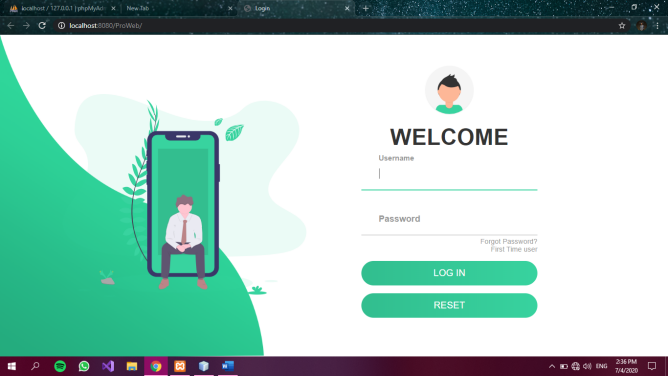 localhost / 127.0.0.1 | phpMyAd
New Tab
Login
localhost:8080/ProWeb/
WELCOME
Username
Password
Forgot Password?
First Time user
LOG IN
RESET
ENG
2:36 PM
7/4/2020